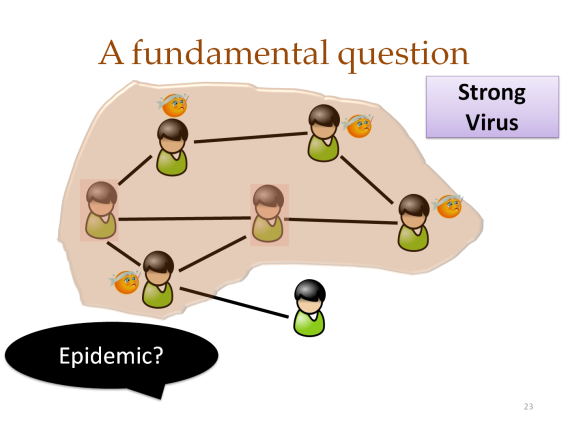 A fundamental question
Strong
Virus
Epidemic?
23